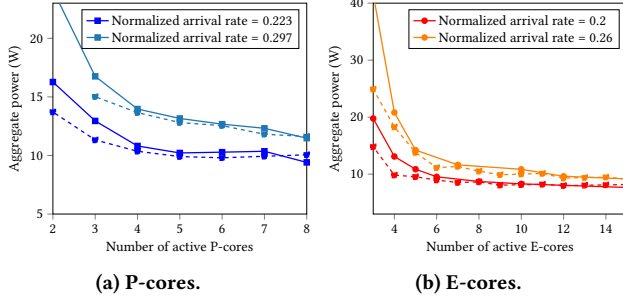 Normalized arrival rate = 0.223
Normalized arrival rate = 0.297
Aggregate power (W)
20
15
10
5
2 3 4 5 6 7 8
Number of active P-cores
(a) P-cores.
Normalized arrival rate = 0.2
Normalized arrival rate = 0.26
Aggregate power (W)
40
30
20
10
4 6 8 10 12 14
Number of active E-cores
(b) E-cores.